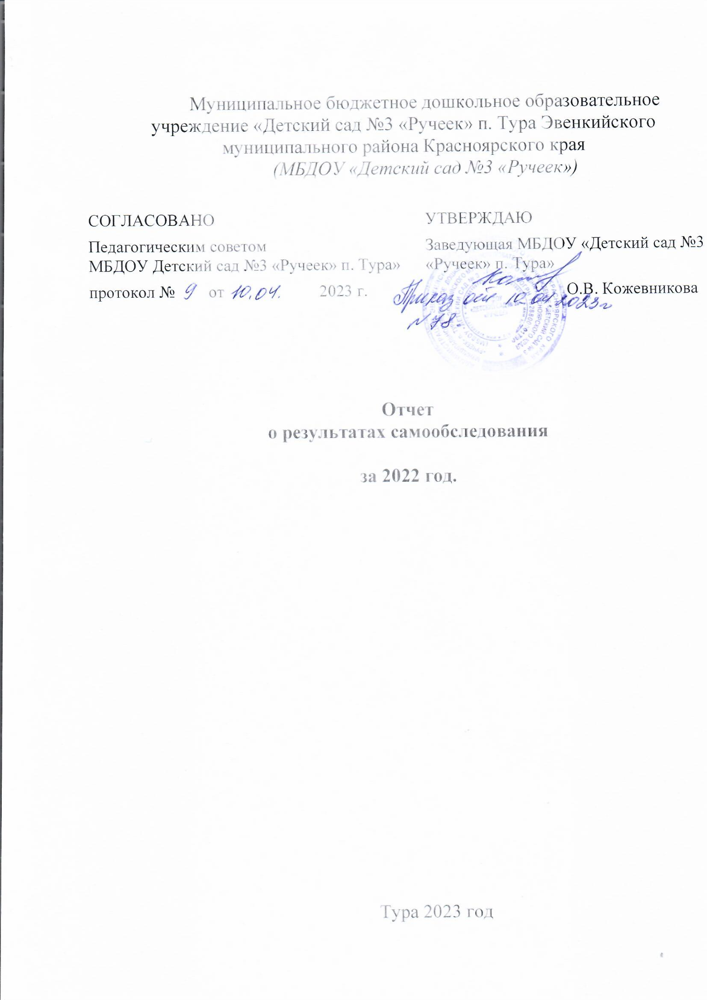 Муниципальное бюджетное дошкольное образовательное
учреждение «Детский сад №3 «Ручеек» п. Тура Эвенкийского
муниципального района Красноярского края
(МБДОУ «Детский сад №3 «Ручеек»)
СОГЛАСОВАНО
Педагогическим советом
МБДОУ Детский сад №3 «Ручеек» п. Тура»
протокол № 9 от 10.04. 2023 г.
УТВЕРЖДАЮ
Заведующая МБДОУ «Детский сад №3
«Ручеек» п. Тура»
О.В. Кожевникова
Приказ от 10.04.2023г
№78
Отчет
о результатах самообследования
за 2022 год.
Тура 2023 год